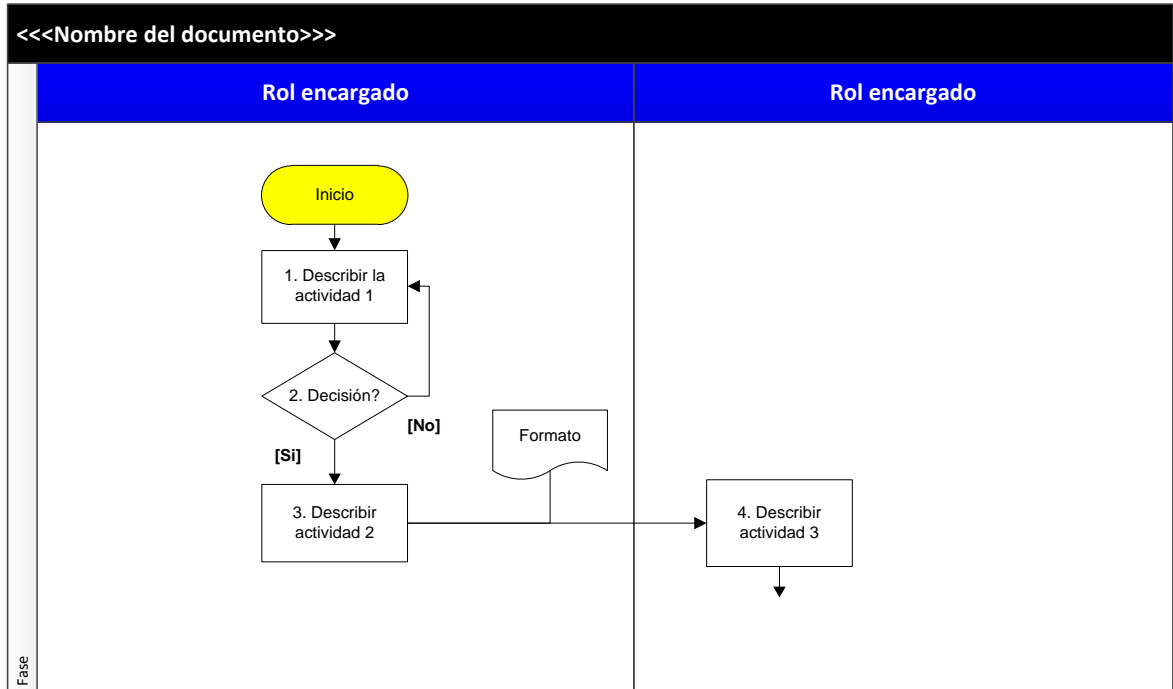 <<<Nombre del documento>>>
Rol encargado
Rol encargado
Inicio
1. Describir la
actividad 1
2. Decisión?
[No]
[Si]
Formato
3. Describir
actividad 2
4. Describir
actividad 3
Fase